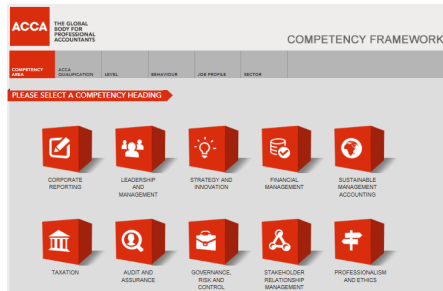 ACCA
THE GLOBAL
BODY FOR
PROFESSIONAL
ACCOUNTANTS
COMPETENCY FRAMEWORK
COMPETENCY
AREA
ACCA
QUALIFICATION
LEVEL
BEHAVIOUR
JOB PROFILE
SECTOR
PLEASE SELECT A COMPETENCY HEADING
CORPORATE
REPORTING
LEADERSHIP
AND
MANAGEMENT
STRATEGY AND
INNOVATION
FINANCIAL
MANAGEMENT
SUSTAINABLE
MANAGEMENT
ACCOUNTING
TAXATION
AUDIT AND
ASSURANCE
GOVERNANCE,
RISK AND
CONTROL
STAKEHOLDER
RELATIONSHIP
MANAGEMENT
PROFESSIONALISM
AND ETHICS